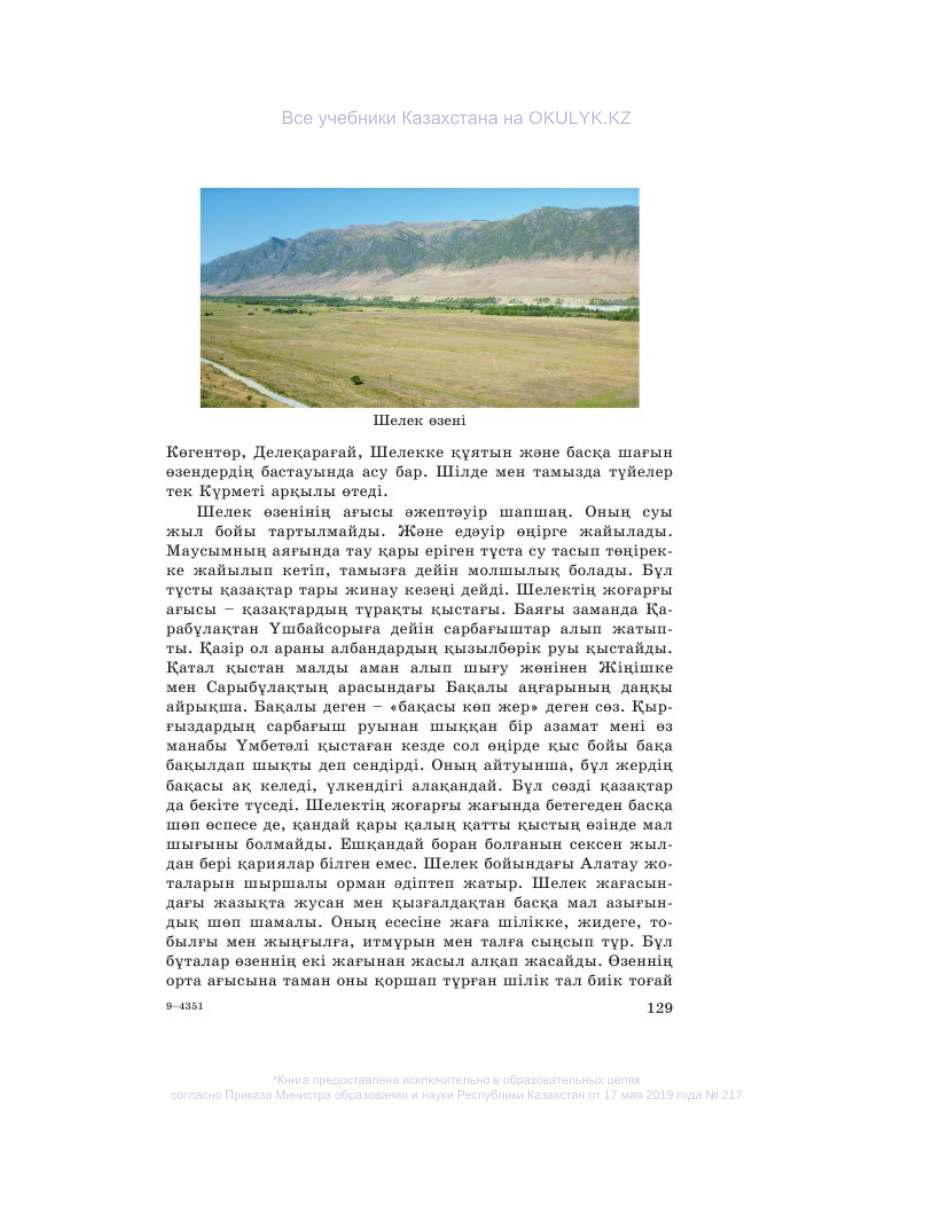 Все учебники Казахстана на OKULYK.KZ
Шелек өзені
Көгентөр, Делеқарағай, Шелекке құятын және басқа шағын
өзендердің бастауында асу бар. Шілде мен тамызда түйелер
тек Күрметі арқылы өтеді.
Шелек өзенінің ағысы әжептәуір шапшаң. Оның суы
жыл бойы тартылмайды. Және едәуір өңірге жайылады.
Маусымның аяғында тау қары еріген тұста су тасып төңірек-
ке жайылып кетіп, тамызға дейін молшылық болады. Бұл
тұсты қазақтар тары жинау кезеңі дейді. Шелектің жоғарғы
ағысы – қазақтардың тұрақты қыстағы. Баяғы заманда Қа-
рабұлақтан Үшбайсорыға дейін сарбағыштар алып жатып-
ты. Қазір ол араны албандардың қызылбөрік руы қыстайды.
Қатал қыстан малды аман алып шығу жөнінен Жіңішке
мен Сарыбұлақтың арасындағы Бақалы аңғарының даңқы
айрықша. Бақалы деген – «бақасы көп жер» деген сөз. Қыр-
ғыздардың сарбағыш руынан шыққан бір азамат мені өз
манабы Үмбетәлі қыстаған кезде сол өңірде қыс бойы бақа
бақылдап шықты деп сендірді. Оның айтуынша, бұл жердің
бақасы ақ келеді, үлкендігі алақандай. Бұл сөзді қазақтар
да бекіте түседі. Шелектің жоғарғы жағында бетегеден басқа
шөп өспесе де, қандай қары қалың қатты қыстың өзінде мал
шығыны болмайды. Ешқандай боран болғанын сексен жыл-
дан бері қариялар білген емес. Шелек бойындағы Алатау жо-
таларын шыршалы орман әдіптеп жатыр. Шелек жағасын-
дағы жазықта жусан мен қызғалдақтан басқа мал азығын-
дық шөп шамалы. Оның есесіне жаға шілікке, жидеге, то-
былғы мен жыңғылға, итмұрын мен талға сыңсып тұр. Бұл
бұталар өзеннің екі жағынан жасыл алқап жасайды. Өзеннің
орта ағысына таман оны қоршап тұрған шілік тал биік тоғай
9–4351
129
*Книга предоставлена исключительно в образовательных целях
согласно Приказа Министра образования и науки Республики Казахстан от 17 мая 2019 года № 217